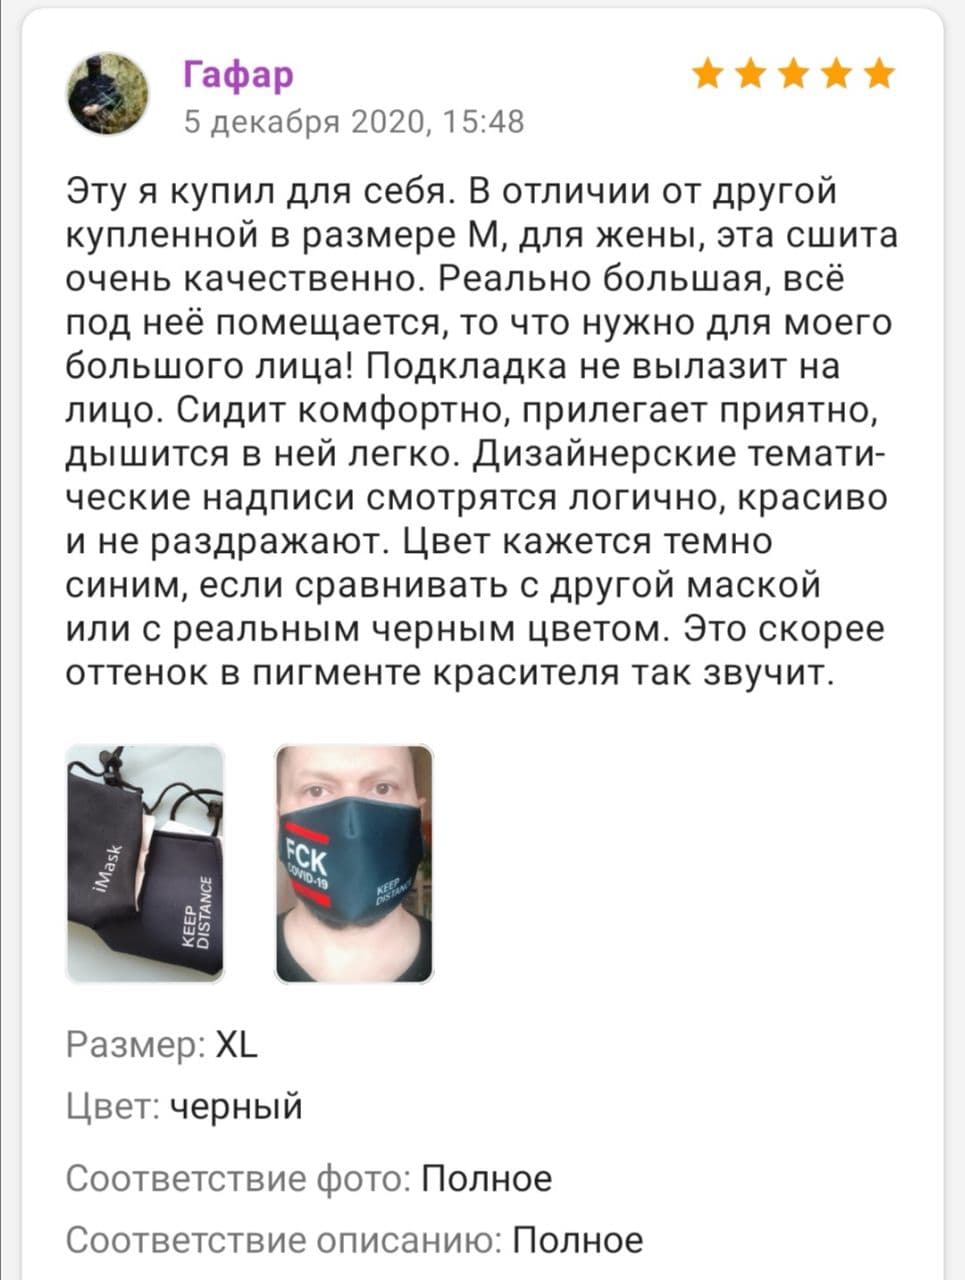 Гафар
5 декабря 2020, 15:48
Эту я купил для себя. В отличии от другой
купленной в размере М, для жены, эта сшита
очень качественно. Реально большая, всё
под неё помещается, то что нужно для моего
большого лица! Подкладка не вылазит на
лицо. Сидит комфортно, прилегает приятно,
дышится в ней легко. Дизайнерские темати-
ческие надписи смотрятся логично, красиво
и не раздражают. Цвет кажется темно
синим, если сравнивать с другой маской
или с реальным черным цветом. Это скорее
оттенок в пигменте красителя так звучит.
iMask
KEEP
DISTANCE
FCK
COVID-19
KEEP
DISTANCE
Размер: XL
Цвет: черный
Соответствие фото: Полное
Соответствие описанию: Полное